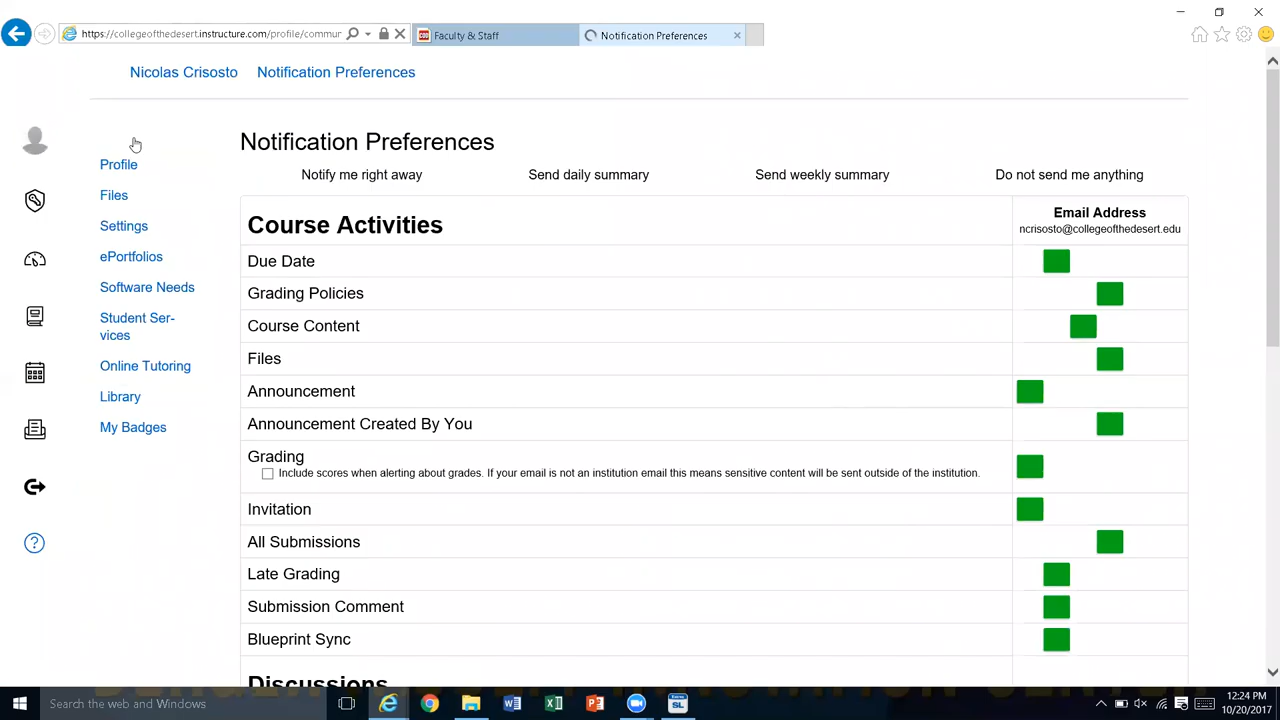 https://collegeofthedesert.instructure.com/profile/commur
Faculty & Staff
Notification Preferences
Nicolas Crisosto
Notification Preferences
Profile
Files
Settings
ePortfolios
Software Needs
Student Ser-
vices
Online Tutoring
Library
My Badges
Notification Preferences
Notify me right away
Send daily summary
Send weekly summary
Do not send me anything
Course Activities
Email Address
ncrisosto@collegeofthedesert.edu
Due Date
Grading Policies
Course Content
Files
Announcement
Announcement Created By You
Grading
Include scores when alerting about grades. If your email is not an institution email this means sensitive content will be sent outside of the institution.
Invitation
All Submissions
Late Grading
Submission Comment
Blueprint Sync
Discussions
Search the web and Windows
SL
12:24 PM
10/20/2017